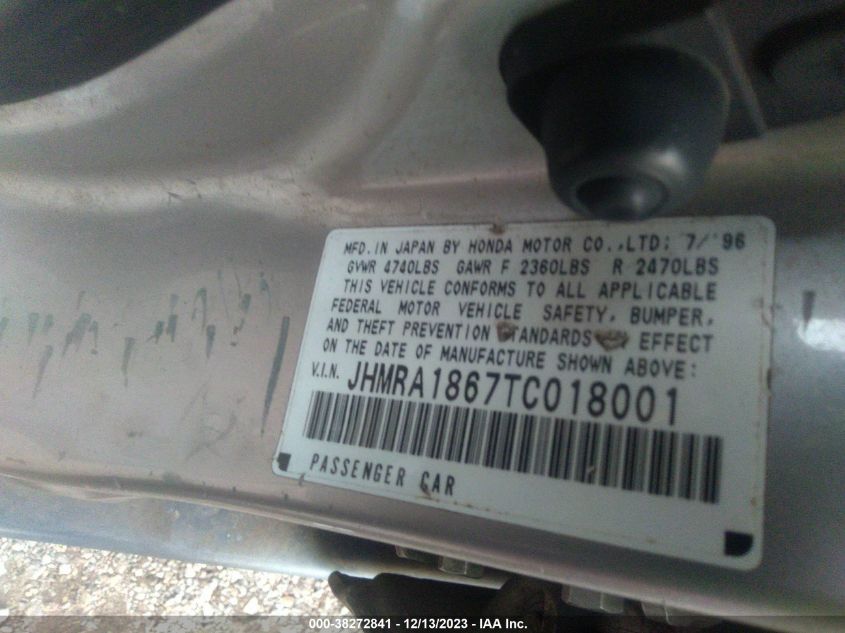 MFD. IN JAPAN BY HONDA MOTOR CO., LTD; 7/ '96
GVWR 4740LBS GAWR F 2360LBS R 2470LBS
THIS VEHICLE CONFORMS TO ALL APPLICABLE
FEDERAL MOTOR VEHICLE SAFETY, BUMPER,
AND THEFT PREVENTION STANDARDS EFFECT
ON THE DATE OF MANUFACTURE SHOWN ABOVE:
V.I.N. JHMRA1867TC018001
PASSENGER CAR
000-38272841 - 12/13/2023 - IAA Inc.